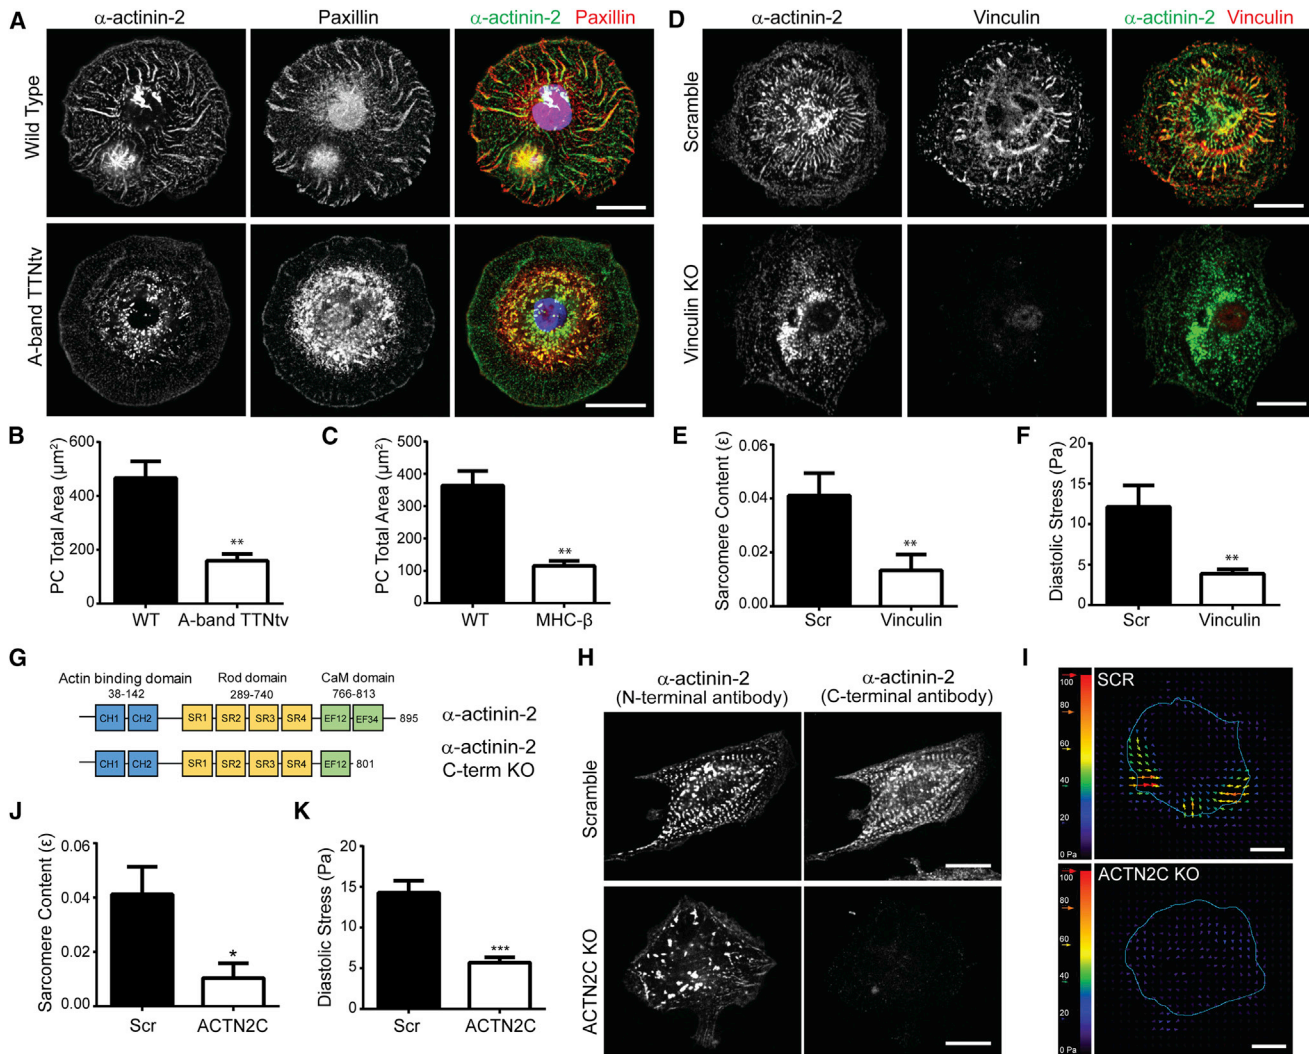 A
α-actinin-2
Paxillin
α-actinin-2 Paxillin
Wild Type
A-band TTNtv
D
α-actinin-2
Vinculin
α-actinin-2 Vinculin
Scramble
Vinculin KO
B
PC Total Area (μm²)
600
400
200
0
WT
A-band TTNtv
**
C
PC Total Area (μm²)
500
400
300
200
100
0
WT
MHC-β
**
E
Sarcomere Content (ε)
0.06
0.04
0.02
0.00
Scr
Vinculin
**
F
Diastolic Stress (Pa)
20
15
10
5
0
Scr
Vinculin
**
G
Actin binding domain
38-142
Rod domain
289-740
CaM domain
766-813
CH1 CH2 SR1 SR2 SR3 SR4 EF12 EF34 895
α-actinin-2
CH1 CH2 SR1 SR2 SR3 SR4 EF12 801
α-actinin-2
C-term KO
H
α-actinin-2
(N-terminal antibody)
α-actinin-2
(C-terminal antibody)
Scramble
ACTN2C KO
I
SCR
100
80
60
40
20
0 Pa
ACTN2C KO
100
80
60
40
20
0 Pa
J
Sarcomere Content (ε)
0.06
0.04
0.02
0.00
Scr
ACTN2C
*
K
Diastolic Stress (Pa)
20
15
10
5
0
Scr
ACTN2C
***